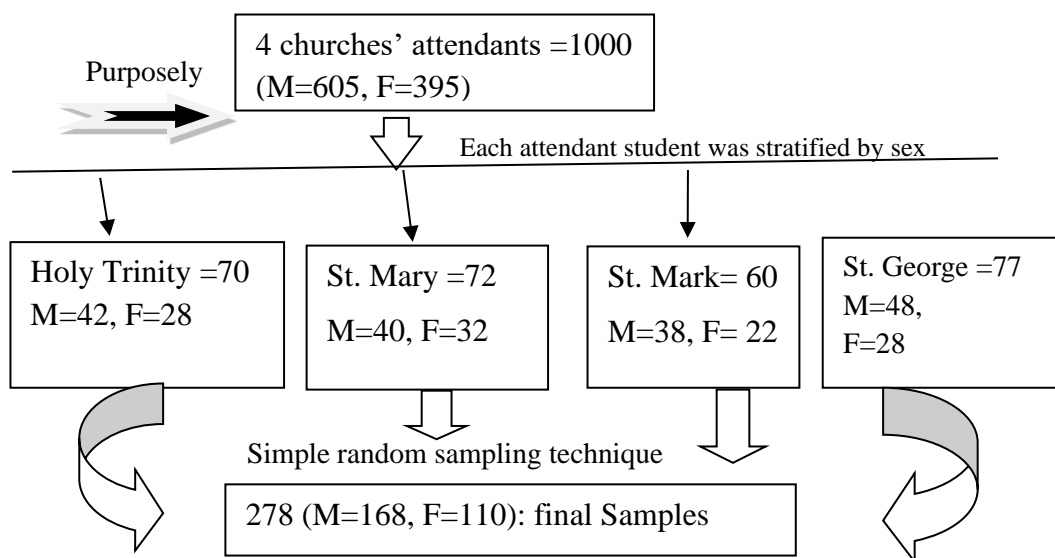 4 churches’ attendants =1000
(M=605, F=395)
Purposely
Each attendant student was stratified by sex
Holy Trinity =70
M=42, F=28
St. Mary =72
M=40, F=32
St. Mark= 60
M=38, F= 22
St. George =77
M=48,
F=28
Simple random sampling technique
278 (M=168, F=110): final Samples